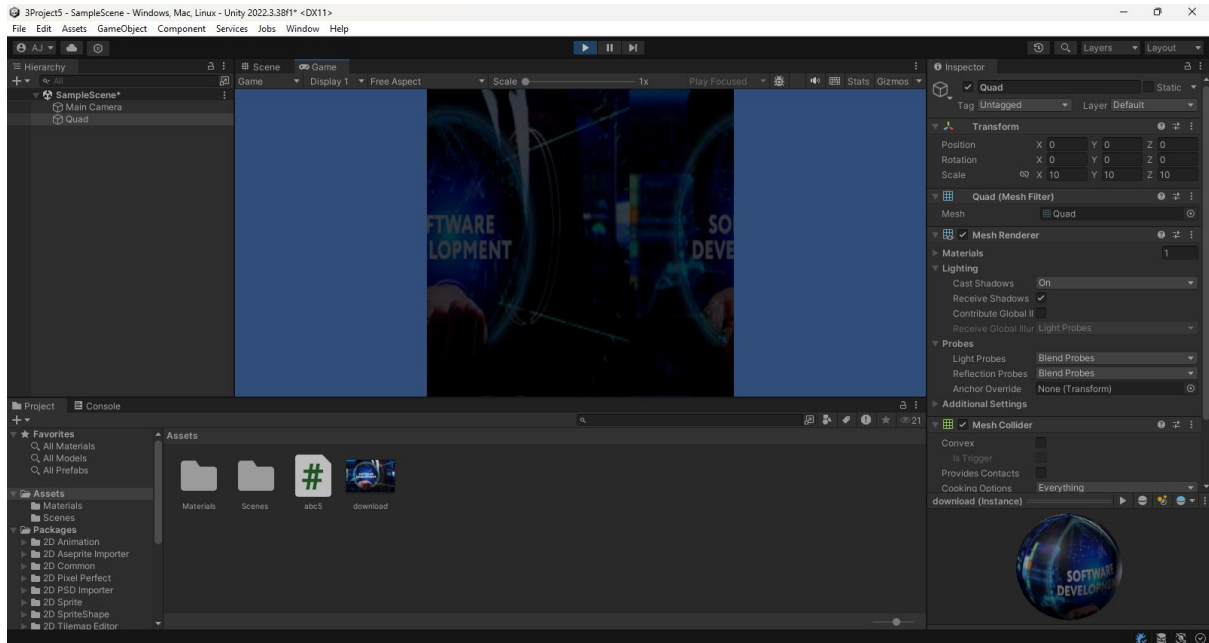 3Project5 - SampleScene - Windows, Mac, Linux - Unity 2022.3.38f1* <DX11>
File Edit Assets GameObject Component Services Jobs Window Help
AJ Layers Layout
Hierarchy
All
SampleScene*
Main Camera
Quad
Scene Game
Game Display 1 Free Aspect Scale 1x Play Focused Stats Gizmos
FTWARE
LOPMENT
SO
DEVE
Inspector
Quad Static
Tag Untagged Layer Default
Transform
Position X 0 Y 0 Z 0
Rotation X 0 Y 0 Z 0
Scale X 10 Y 10 Z 10
Quad (Mesh Filter)
Mesh Quad
Mesh Renderer
Materials 1
Lighting
Cast Shadows On
Receive Shadows
Contribute Global Il
Receive Global Illur Light Probes
Probes
Light Probes Blend Probes
Reflection Probes Blend Probes
Anchor Override None (Transform)
Additional Settings
Mesh Collider
Convex
Is Trigger
Provides Contacts
Cooking Options Everything
download (Instance)
SOFTWARE
DEVELOPME
Project Console
21
Favorites
All Materials
All Models
All Prefabs
Assets
Materials
Scenes
Packages
2D Animation
2D Aseprite Importer
2D Common
2D Pixel Perfect
2D PSD Importer
2D Sprite
2D SpriteShape
2D Tilemap Editor
Assets
Materials Scenes abc5 download